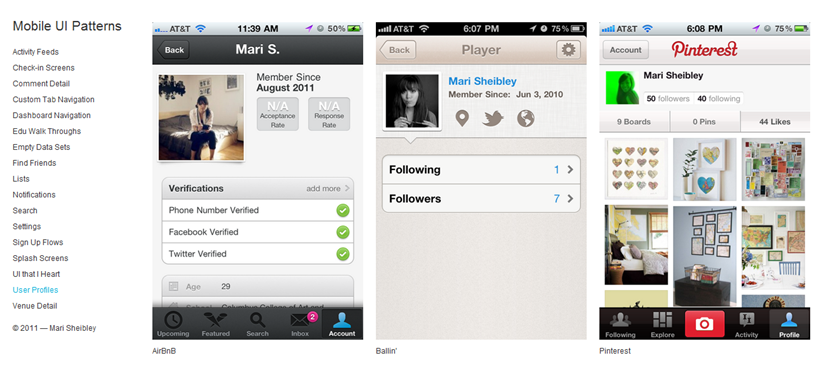 Mobile UI Patterns
Activity Feeds
Check-in Screens
Comment Detail
Custom Tab Navigation
Dashboard Navigation
Edu Walk Throughs
Empty Data Sets
Find Friends
Lists
Notifications
Search
Settings
Sign Up Flows
Splash Screens
UI that I Heart
User Profiles
Venue Detail
© 2011 — Mari Sheibley
... AT&T 11:39 AM 50%
Back Mari S.
Member Since
August 2011
N/A N/A
Acceptance Response
Rate Rate
Verifications add more
Phone Number Verified
Facebook Verified
Twitter Verified
Age 29
School Columbus College of Art and
Upcoming Featured Search Inbox 2 Account
AirBnB
AT&T 6:07 PM 75%
Back Player
Mari Sheibley
Member Since: Jun 3, 2010
Following 1
Followers 7
Ballin'
AT&T 6:08 PM 75%
Account Pinterest
Mari Sheibley
50 followers 40 following
9 Boards 0 Pins 44 Likes
Following Explore Activity Profile
Pinterest